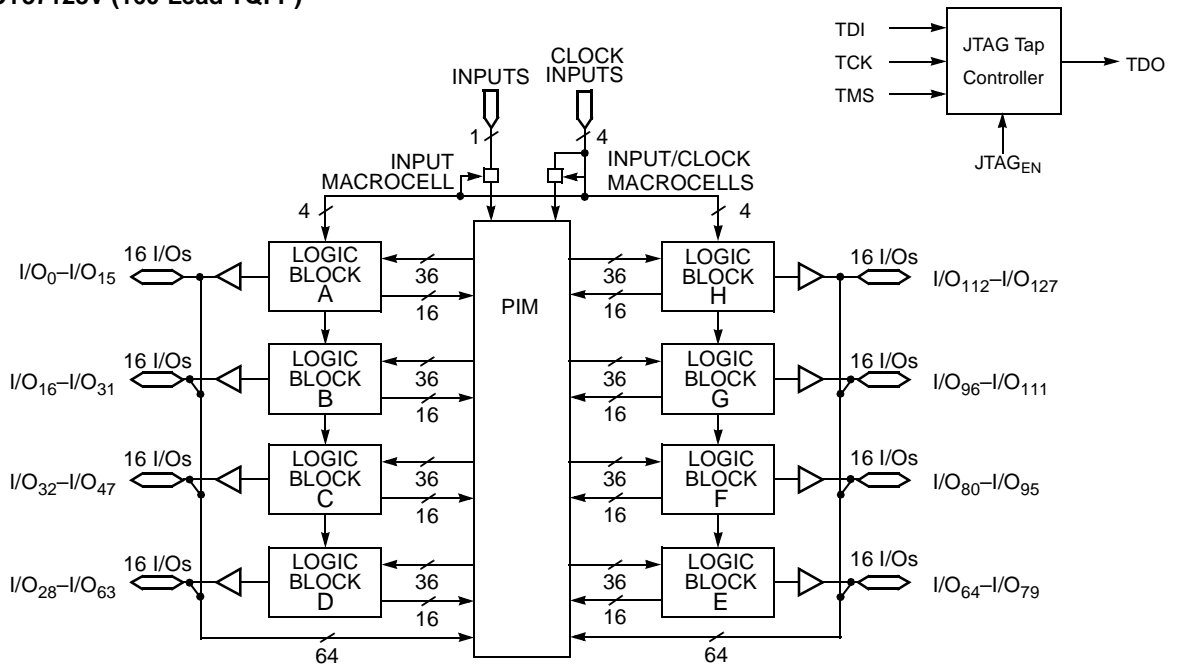 TDI
TCK
TMS
JTAG Tap
Controller
TDO
JTAG_EN
INPUTS
CLOCK
INPUTS
1
4
INPUT
MACROCELL
INPUT/CLOCK
MACROCELLS
4
4
I/O0–I/O15
16 I/Os
LOGIC
BLOCK
A
36
16
PIM
36
16
LOGIC
BLOCK
H
16 I/Os
I/O112–I/O127
I/O16–I/O31
16 I/Os
LOGIC
BLOCK
B
36
16
36
16
LOGIC
BLOCK
G
16 I/Os
I/O96–I/O111
I/O32–I/O47
16 I/Os
LOGIC
BLOCK
C
36
16
36
16
LOGIC
BLOCK
F
16 I/Os
I/O80–I/O95
I/O28–I/O63
16 I/Os
LOGIC
BLOCK
D
36
16
36
16
LOGIC
BLOCK
E
16 I/Os
I/O64–I/O79
64
64